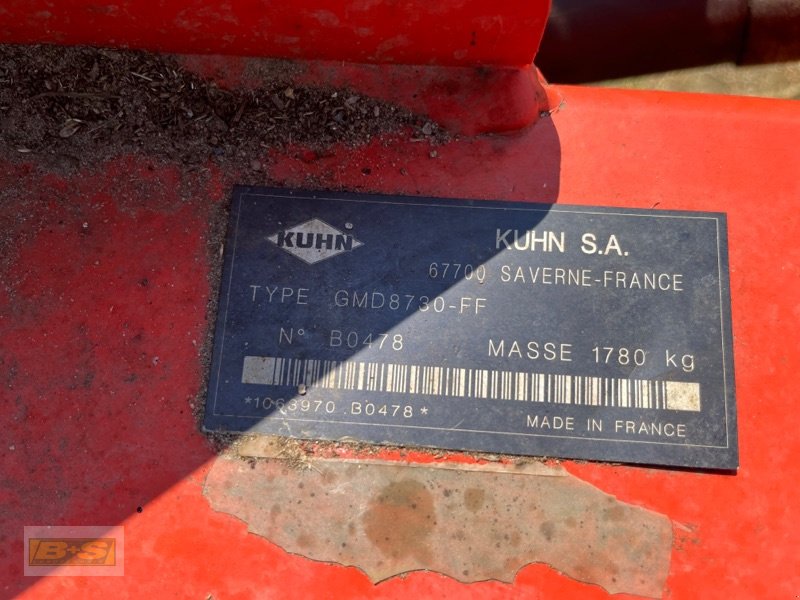 KUHN
KUHN S.A.
67700 SAVERNE-FRANCE
TYPE GMD8730-FF
N° B0478 MASSE 1780 kg
*1063970.B0478*
MADE IN FRANCE
B+S